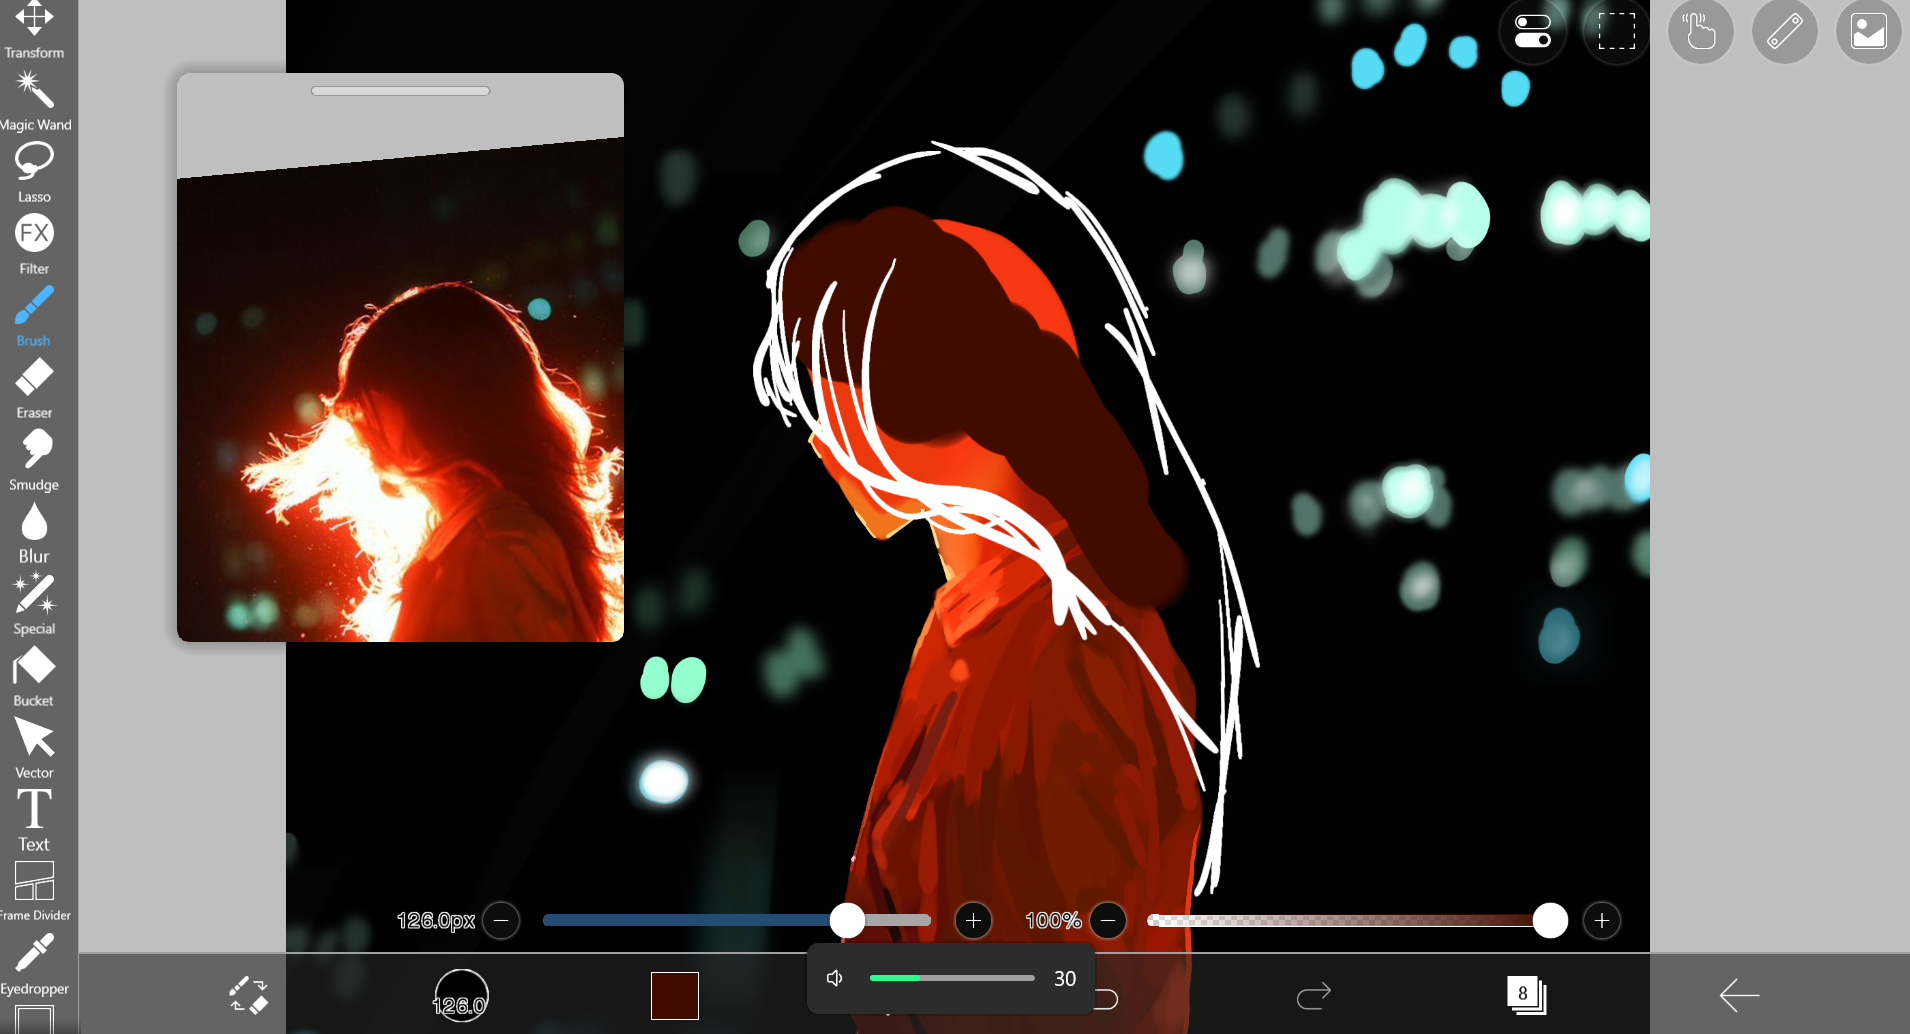 Transform
Magic Wand
Lasso
FX
Filter
Brush
Eraser
Smudge
Blur
Special
Bucket
Vector
T
Text
Frame Divider
Eyedropper
126.0px
100%
126.0
30
8